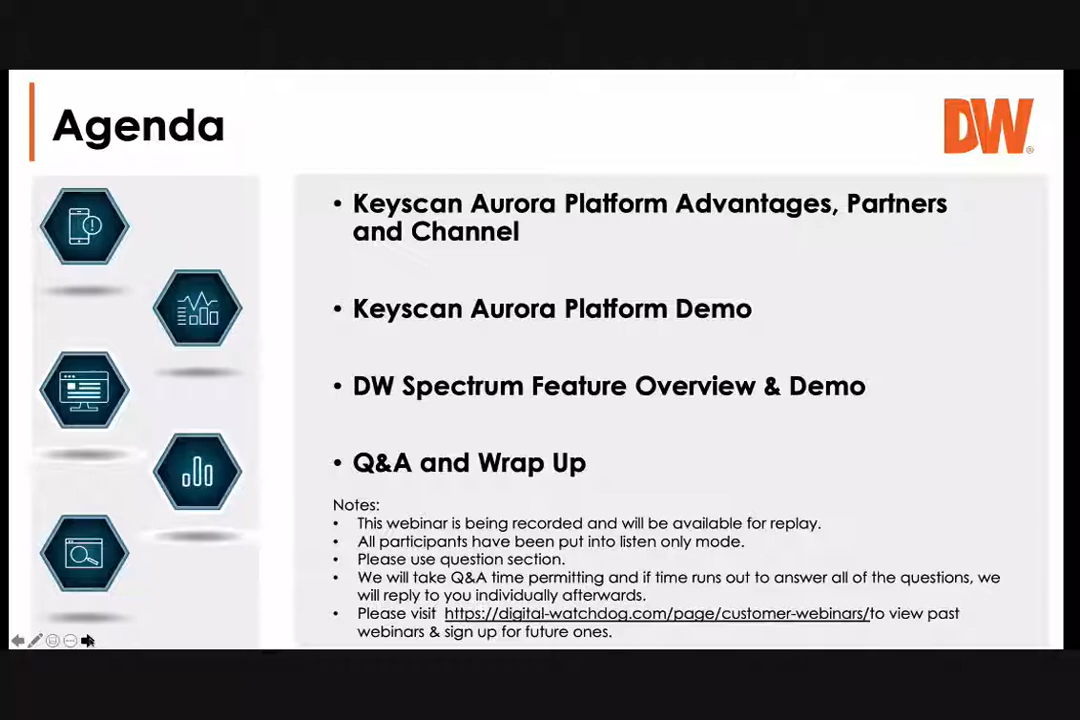 Agenda
DW
• Keyscan Aurora Platform Advantages, Partners
and Channel
• Keyscan Aurora Platform Demo
• DW Spectrum Feature Overview & Demo
• Q&A and Wrap Up
Notes:
• This webinar is being recorded and will be available for replay.
• All participants have been put into listen only mode.
• Please use question section.
• We will take Q&A time permitting and if time runs out to answer all of the questions, we
will reply to you individually afterwards.
• Please visit https://digital-watchdog.com/page/customer-webinars/to view past
webinars & sign up for future ones.